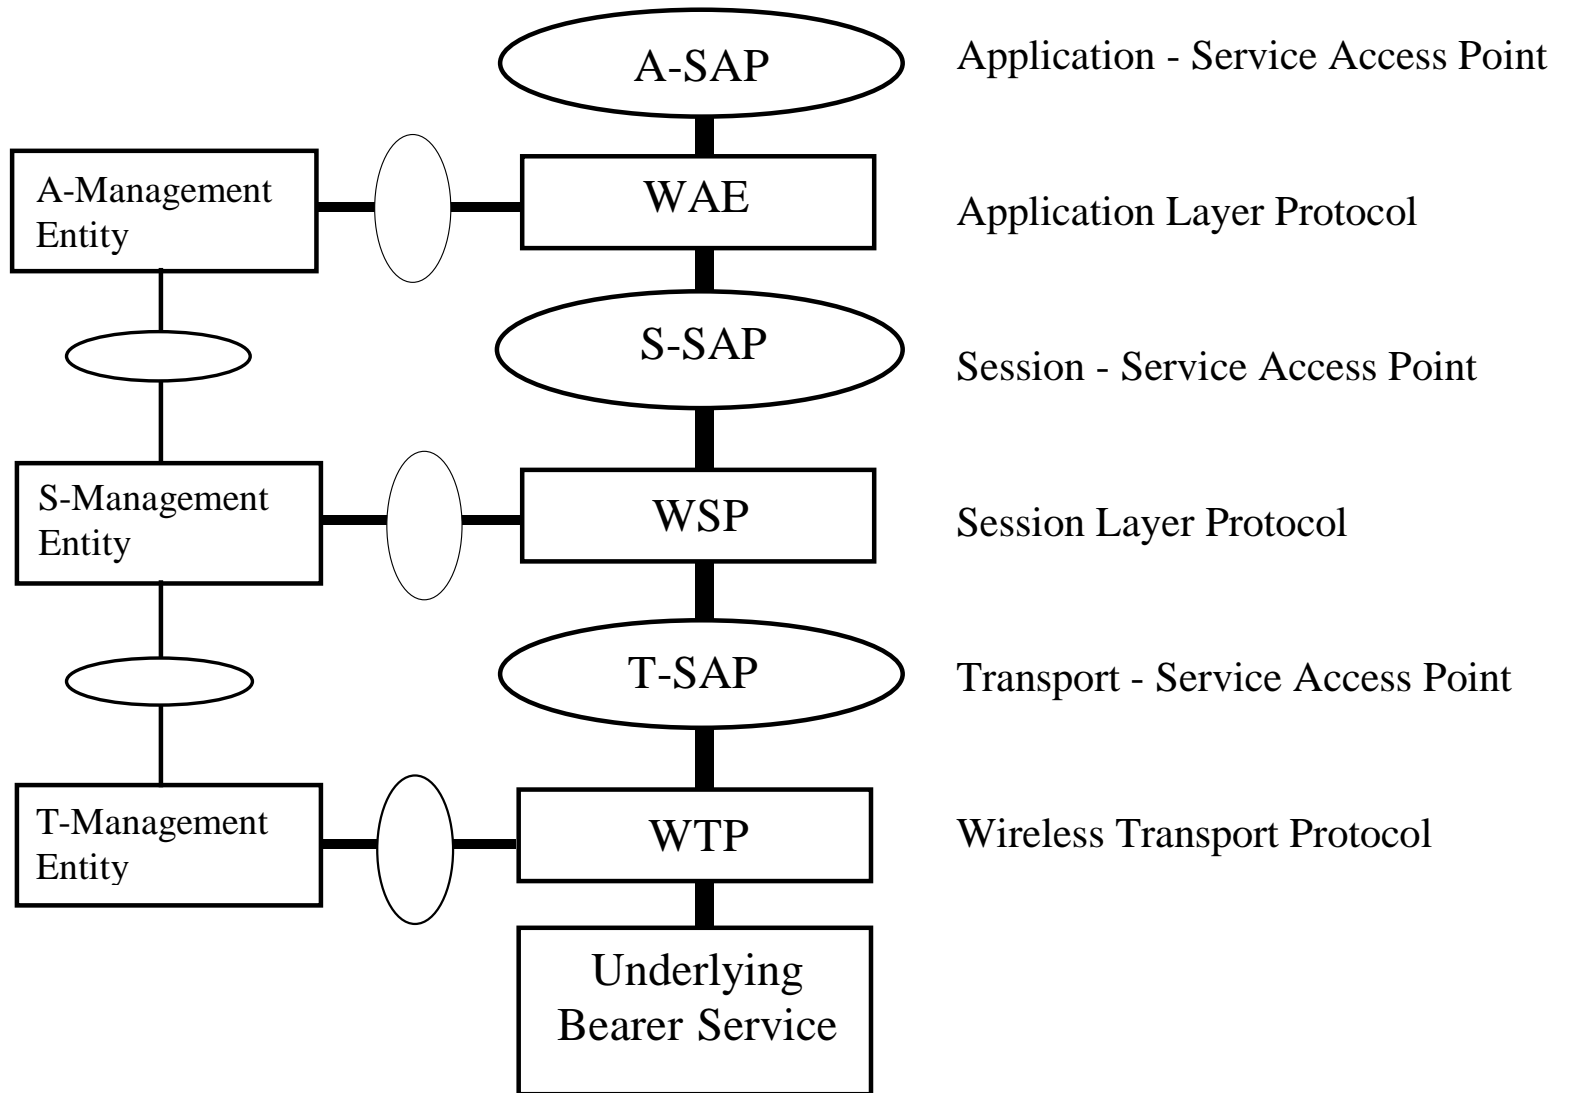 A-SAP
Application - Service Access Point
A-Management
Entity
WAE
Application Layer Protocol
S-SAP
Session - Service Access Point
S-Management
Entity
WSP
Session Layer Protocol
T-SAP
Transport - Service Access Point
T-Management
Entity
WTP
Wireless Transport Protocol
Underlying
Bearer Service